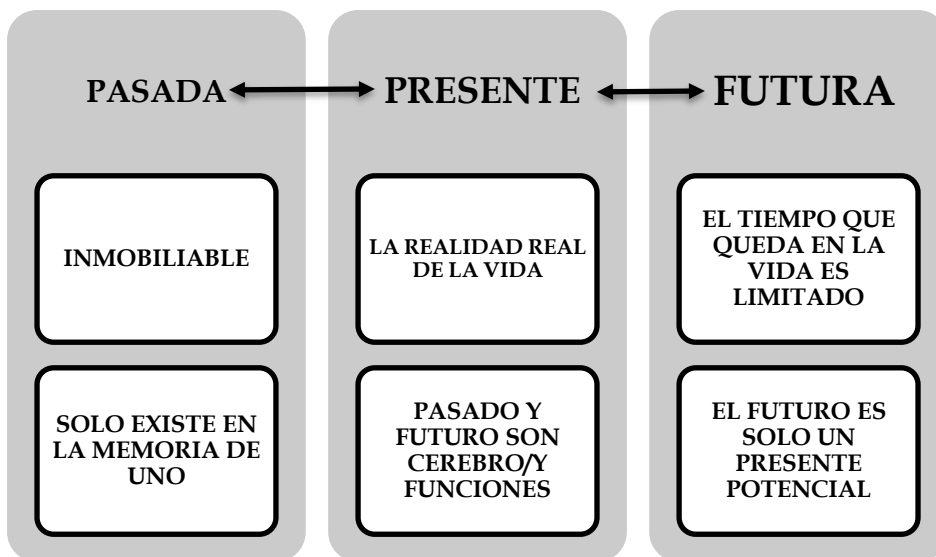 PASADA
PRESENTE
FUTURA
INMOBILIABLE
SOLO EXISTE EN
LA MEMORIA DE
UNO
LA REALIDAD REAL
DE LA VIDA
PASADO Y
FUTURO SON
CEREBRO/Y
FUNCIONES
EL TIEMPO QUE
QUEDA EN LA
VIDA ES
LIMITADO
EL FUTURO ES
SOLO UN
PRESENTE
POTENCIAL